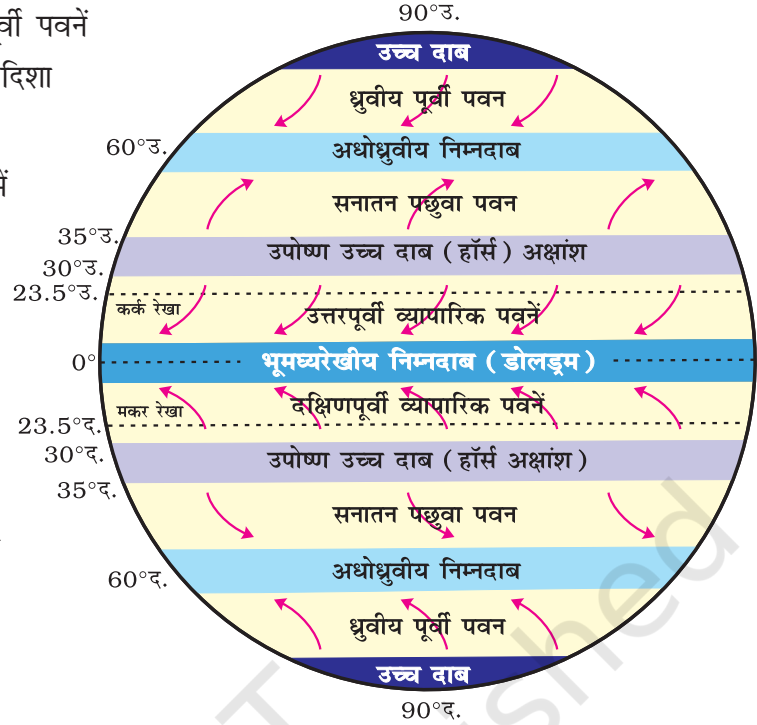 र्वी पवनें
90°उ.
दिशा
उच्च दाब
ध्रुवीय पूर्वी पवन
60°उ.
अधोध्रुवीय निम्नदाब
में
सनातन पछुवा पवन
35°उ.
उपोष्ण उच्च दाब (हॉर्स) अक्षांश
30°उ.
23.5°उ.
कर्क रेखा
उत्तरपूर्वी व्यापारिक पवनें
0°
भूमध्यरेखीय निम्नदाब (डोलड्रम)
मकर रेखा
दक्षिणपूर्वी व्यापारिक पवनें
23.5°द.
30°द.
उपोष्ण उच्च दाब (हॉर्स अक्षांश)
35°द.
सनातन पछुवा पवन
60°द.
अधोध्रुवीय निम्नदाब
ध्रुवीय पूर्वी पवन
उच्च दाब
90°द.